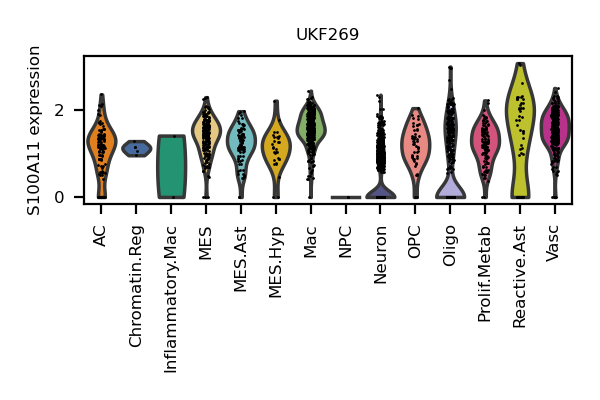 UKF269
S100A11 expression
2
0
AC
Chromatin.Reg
Inflammatory.Mac
MES
MES.Ast
MES.Hyp
Mac
NPC
Neuron
OPC
Oligo
Prolif.Metab
Reactive.Ast
Vasc